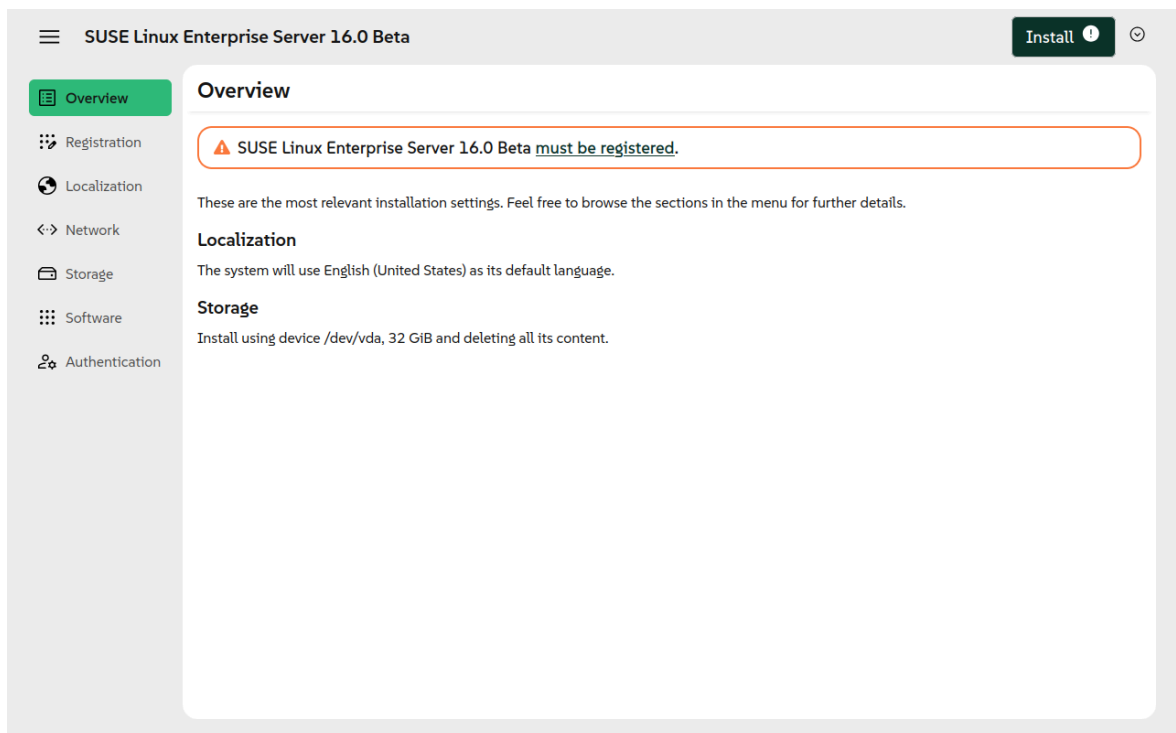 SUSE Linux Enterprise Server 16.0 Beta
Install !
Overview
Registration
Localization
Network
Storage
Software
Authentication
Overview
SUSE Linux Enterprise Server 16.0 Beta must be registered.
These are the most relevant installation settings. Feel free to browse the sections in the menu for further details.
Localization
The system will use English (United States) as its default language.
Storage
Install using device /dev/vda, 32 GiB and deleting all its content.